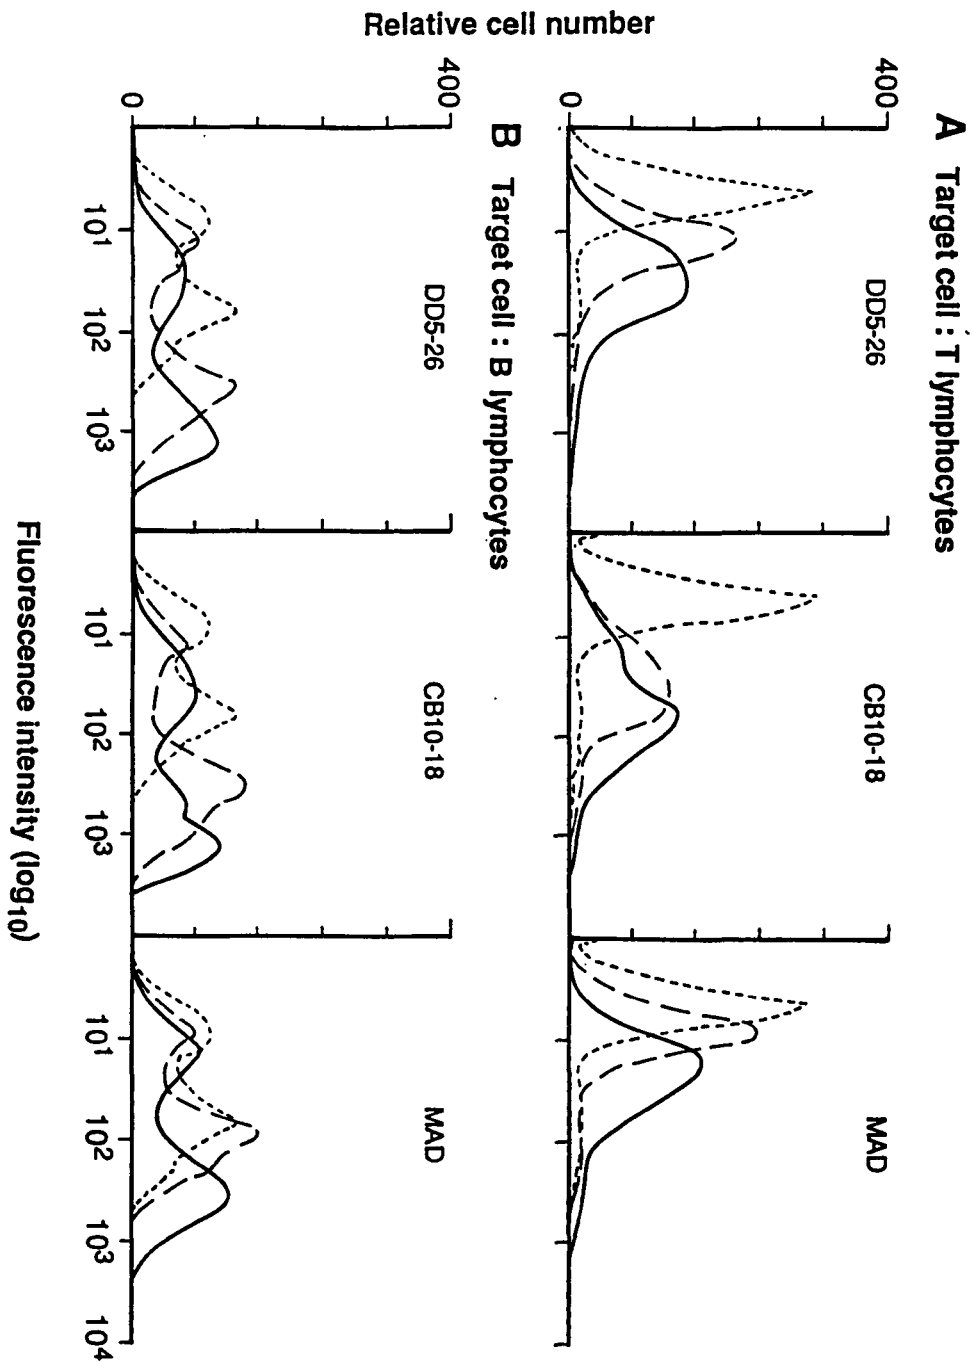 A Target cell : T lymphocytes
DD5-26
CB10-18
MAD
400
0
B Target cell : B lymphocytes
DD5-26
CB10-18
MAD
400
0
10¹ 10² 10³
10¹ 10² 10³
10¹ 10² 10³ 10⁴
Relative cell number
Fluorescence intensity (log₁₀)